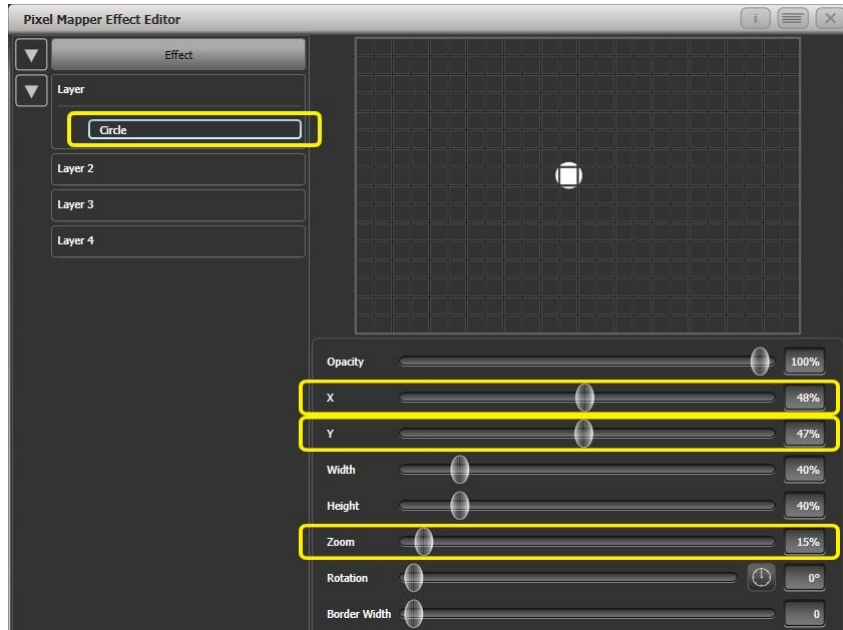 Pixel Mapper Effect Editor
Effect
Layer
Circle
Layer 2
Layer 3
Layer 4
Opacity 100%
X 48%
Y 47%
Width 40%
Height 40%
Zoom 15%
Rotation 0°
Border Width 0